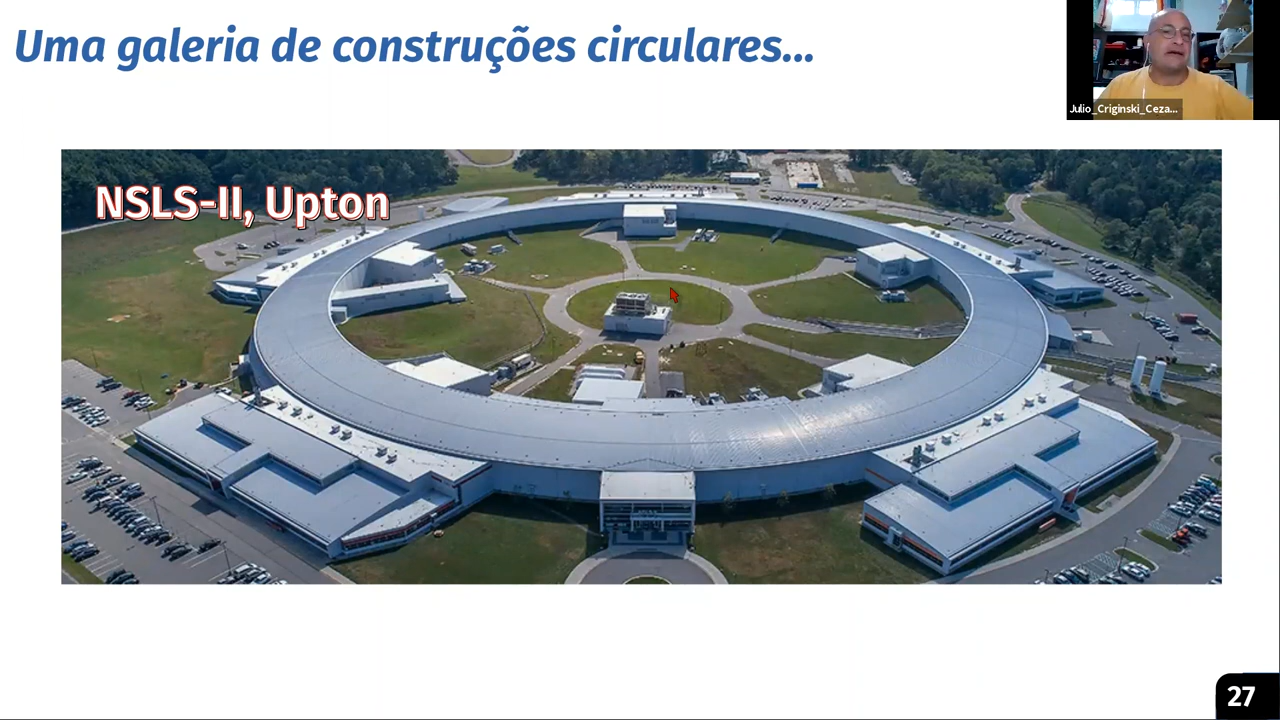 Uma galeria de construções circulares...
Julio_Criginski_Ceza...
NSLS-II, Upton
27